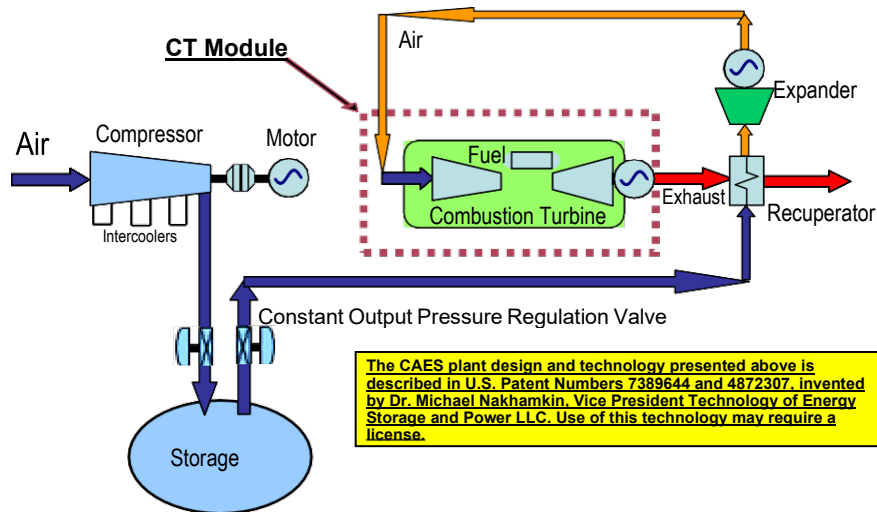 Air
CT Module
Air
Expander
Compressor
Motor
Fuel
Combustion Turbine
Exhaust
Recuperator
Intercoolers
Constant Output Pressure Regulation Valve
Storage
The CAES plant design and technology presented above is
described in U.S. Patent Numbers 7389644 and 4872307, invented
by Dr. Michael Nakhamkin, Vice President Technology of Energy
Storage and Power LLC. Use of this technology may require a
license.